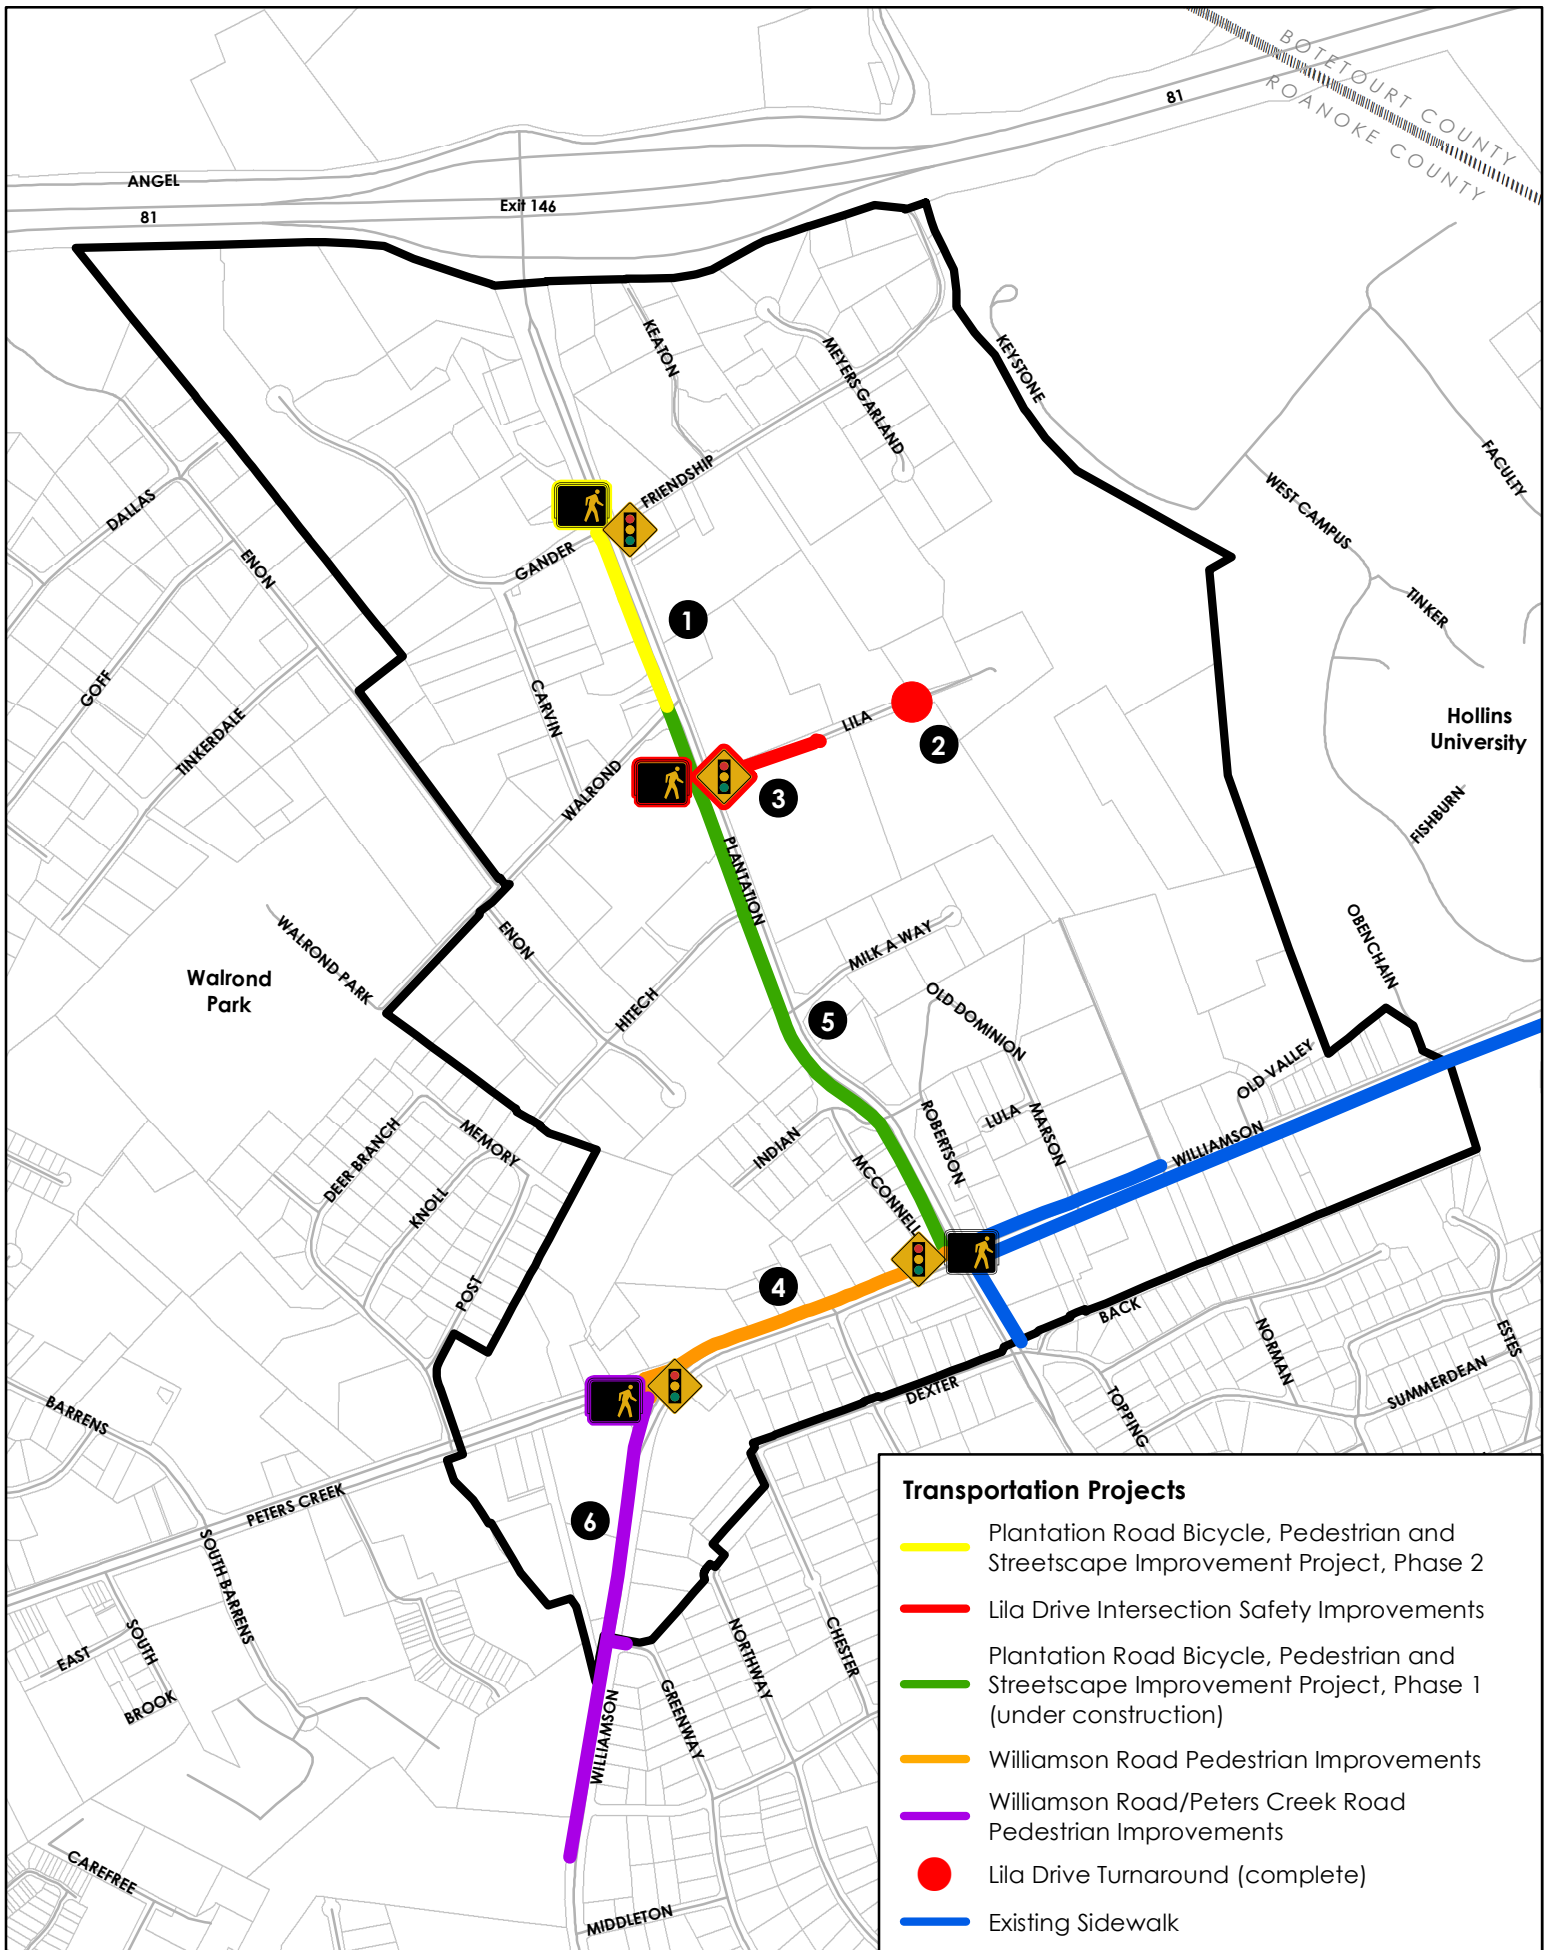 BOTETOURT COUNTY
ROANOKE COUNTY
81
ANGEL
81
Exit 146
KEATON
MEYERS GARLAND
KEYSTONE
FACULTY
FRIENDSHIP
WEST CAMPUS
DALLAS
ENON
GANDER
TINKER
1
GOFF
CARVIN
TINKERDALE
LILA
2
Hollins
University
WALROND
3
FISHBURN
PLANTATION
WALROND PARK
ENON
MILK A WAY
OBENCHAIN
Walrond
Park
HITECH
5
OLD DOMINION
OLD VALLEY
DEER BRANCH
MEMORY
INDIAN
ROBERTSON
LULA
MARSON
WILLIAMSON
KNOLL
MCCONNELL
POST
4
BACK
NORMAN
ESTES
DEXTER
SUMMERDEAN
BARRENS
TOPPING
PETERS CREEK
6
SOUTH BARRENS
SOUTH
EAST
BROOK
NORTHWAY
CHESTER
GREENWAY
WILLIAMSON
CAREFREE
MIDDLETON
Transportation Projects
Plantation Road Bicycle, Pedestrian and
Streetscape Improvement Project, Phase 2
Lila Drive Intersection Safety Improvements
Plantation Road Bicycle, Pedestrian and
Streetscape Improvement Project, Phase 1
(under construction)
Williamson Road Pedestrian Improvements
Williamson Road/Peters Creek Road
Pedestrian Improvements
Lila Drive Turnaround (complete)
Existing Sidewalk